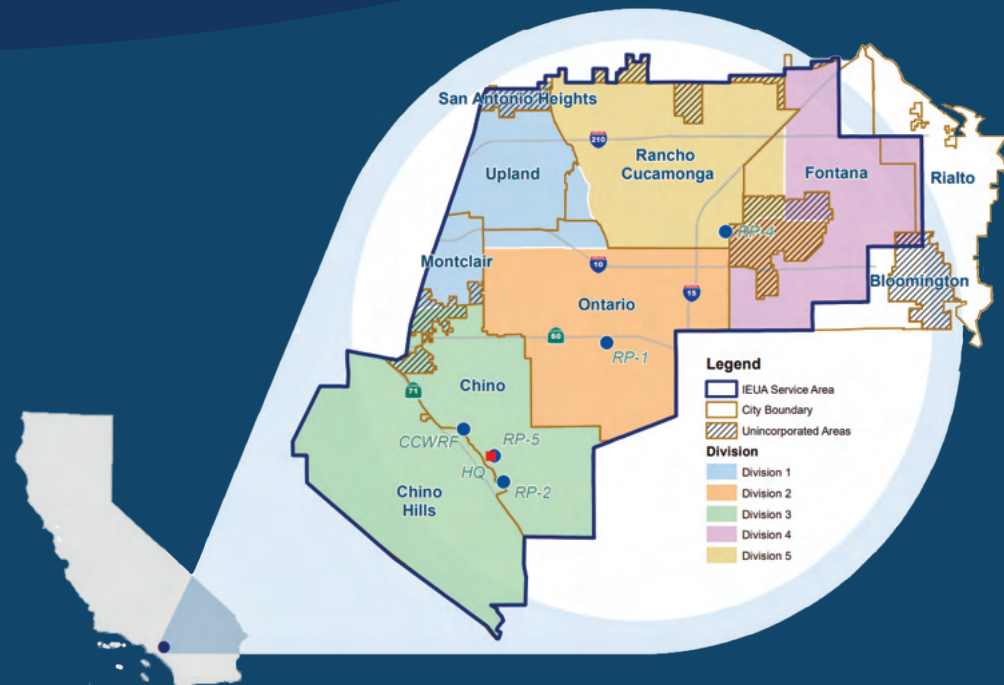 San Antonio Heights
210
Upland
Rancho
Cucamonga
Fontana
Rialto
RP-4
Montclair
10
Bloomington
Ontario
15
60
RP-1
Legend
IEUA Service Area
City Boundary
Unincorporated Areas
Division
Division 1
Division 2
Division 3
Division 4
Division 5
71
Chino
CCWRF
RP-5
HQ
RP-2
Chino
Hills